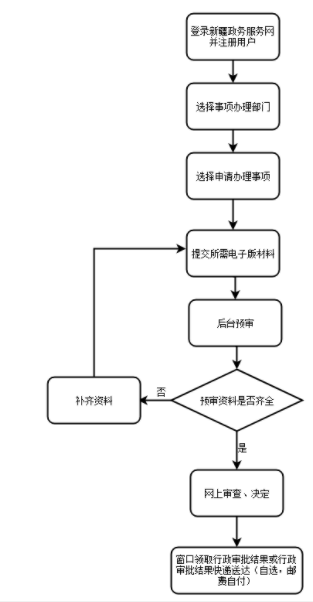 登录新疆政务服务网
并注册用户
选择事项办理部门
选择申请办理事项
提交所需电子版材料
后台预审
预审资料是否齐全
否
补齐资料
是
网上审查、决定
窗口领取行政审批结果或行政
审批结果快递送达（自选，邮
费自付）